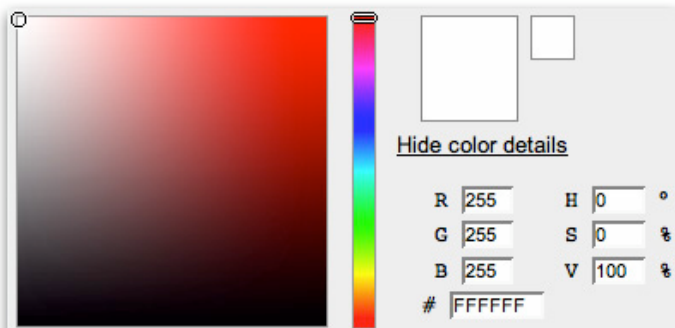 Hide color details
R 255 H 0 °
G 255 S 0 %
B 255 V 100 %
# FFFFFF